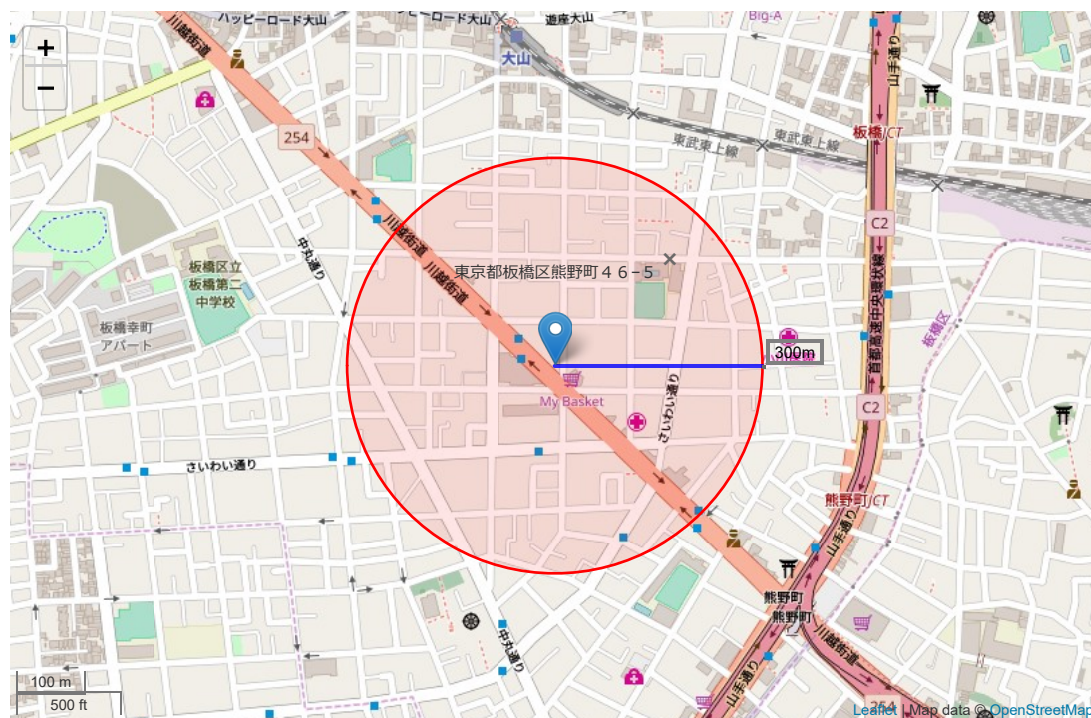 ハッピーロード大山
ピーロード大山
遊座大山
Big-A
川越街道
大山
+
−
254
東武東上線
東武東上線
板橋JCT
山手通り
C2
川越街道
川越街道
東京都板橋区熊野町４６−５
中丸通り
板橋区立
板橋第二
中学校
板橋幸町
アパート
首都高速中央環状線
板橋区
300m
My Basket
さいわい通り
C2
さいわい通り
熊野町JCT
山手通り
熊野町
熊野町
川越街道
中丸通り
山手通り
254
100 m
500 ft
Leaflet | Map data © OpenStreetMap